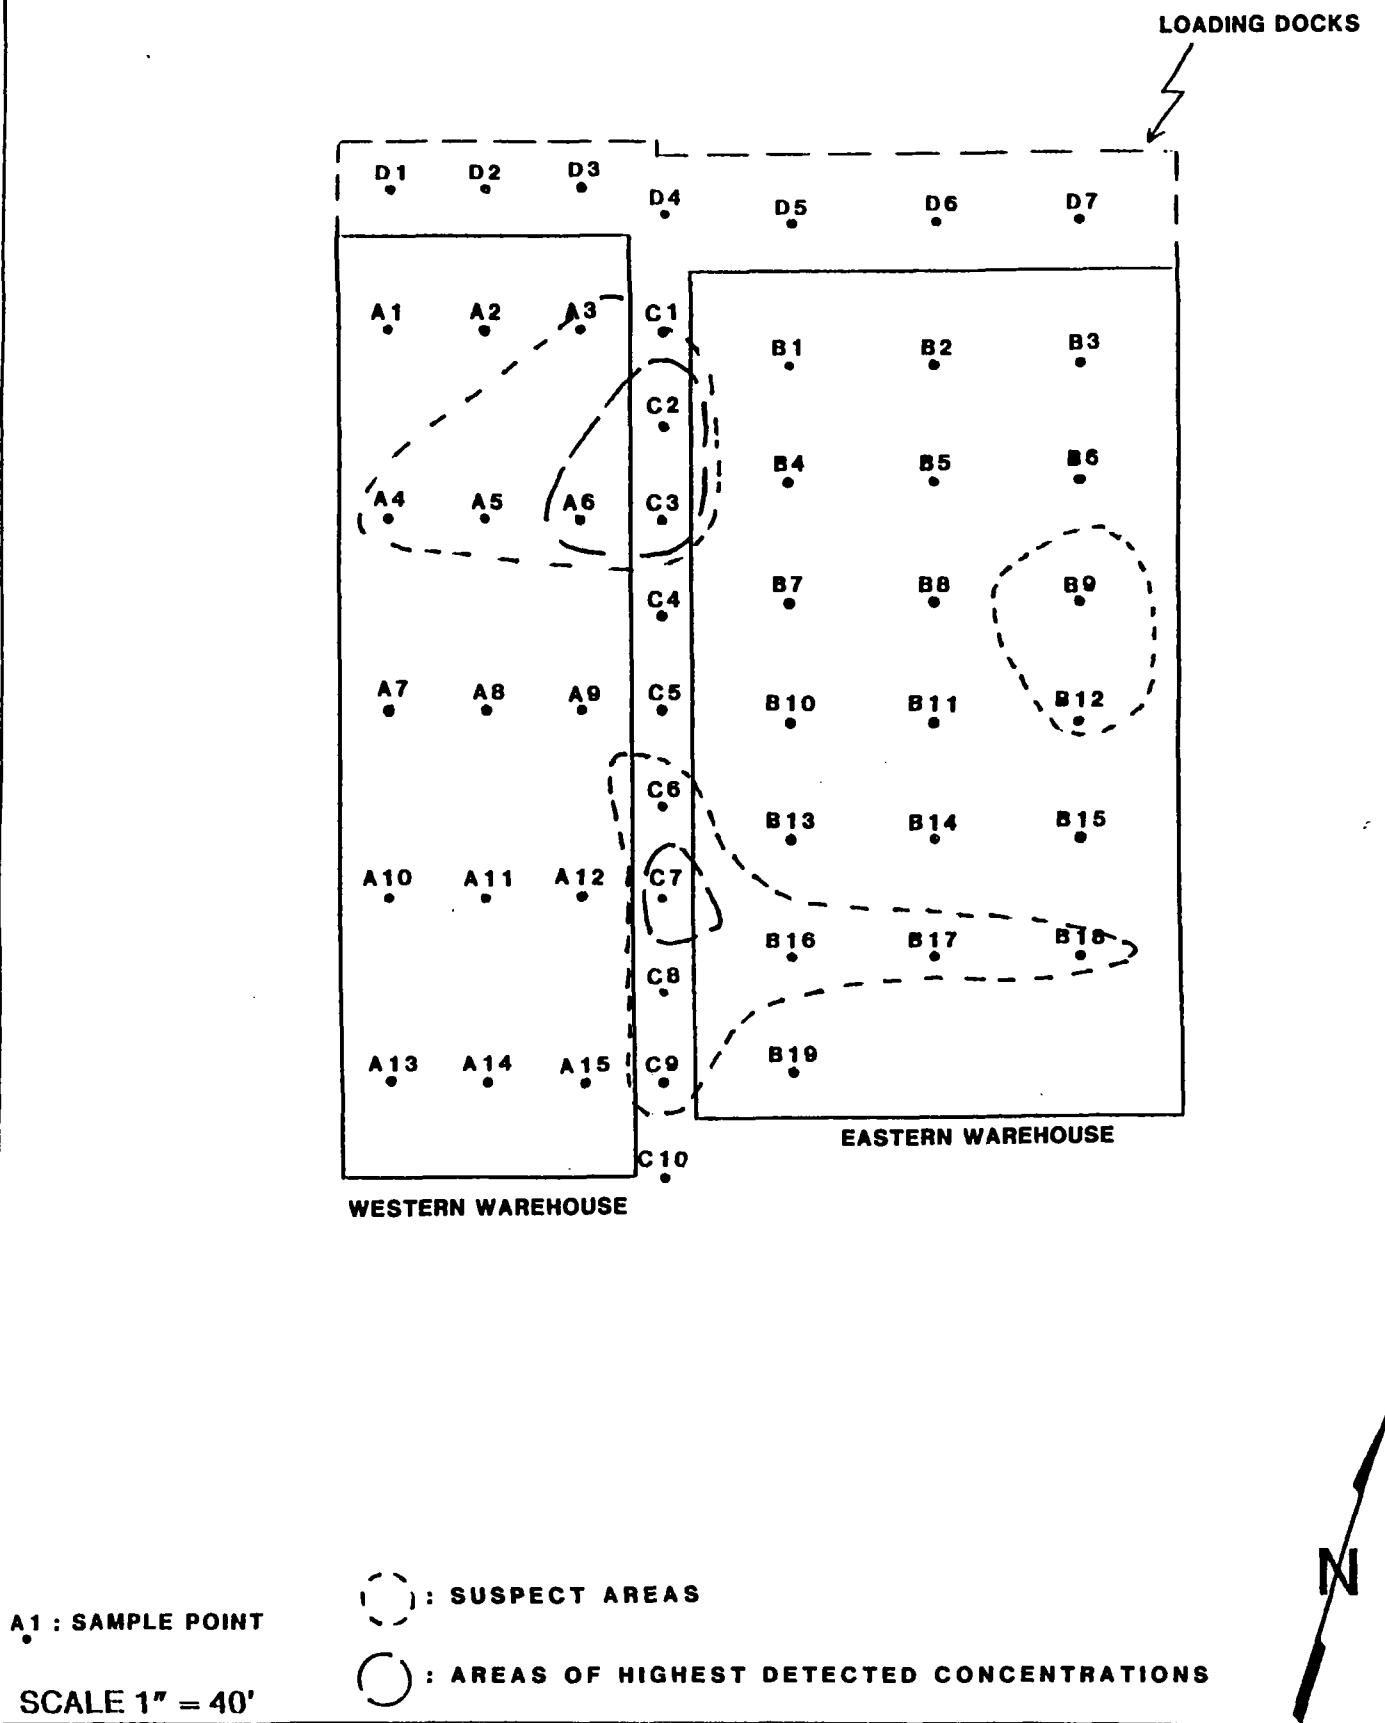 LOADING DOCKS
D1 D2 D3
D4 D5 D6 D7
A1 A2 A3 C1
B1 B2 B3
C2
B4 B5 B6
A4 A5 A6 C3
B7 B8 B9
C4
A7 A8 A9 C5
B10 B11 B12
C6
B13 B14 B15
A10 A11 A12 C7
B16 B17 B18
C8
B19
A13 A14 A15 C9
EASTERN WAREHOUSE
C10
WESTERN WAREHOUSE
N
: SUSPECT AREAS
A1 : SAMPLE POINT
: AREAS OF HIGHEST DETECTED CONCENTRATIONS
SCALE 1" = 40'